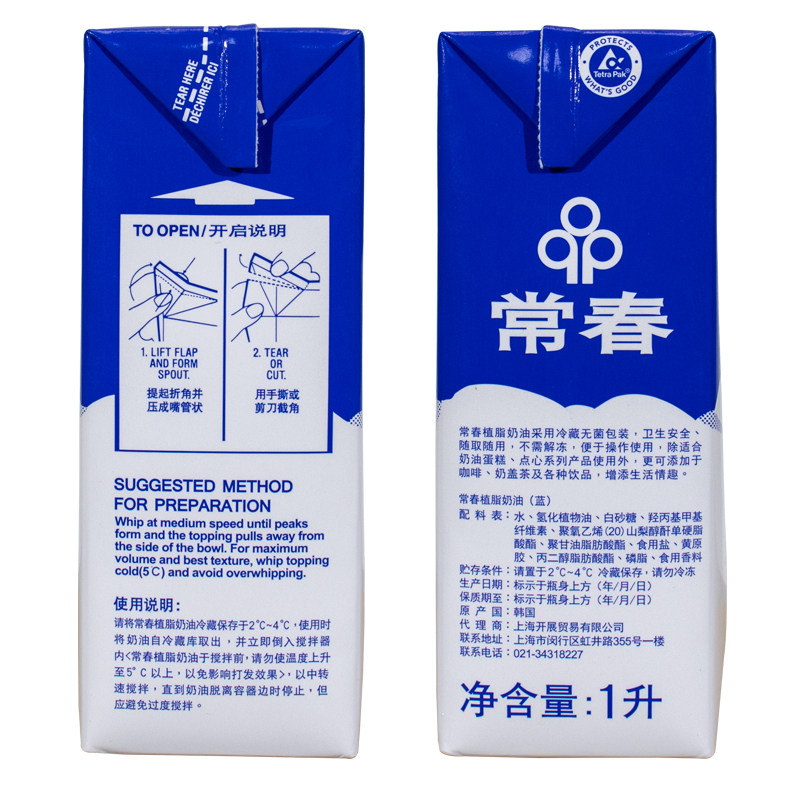 TEAR HERE
DECHIRER ICI
TO OPEN/开启说明
1. LIFT FLAP
AND FORM
SPOUT.
提起折角并
压成嘴管状
2. TEAR
OR
CUT.
用手撕或
剪刀截角
SUGGESTED METHOD
FOR PREPARATION
Whip at medium speed until peaks
form and the topping pulls away from
the side of the bowl. For maximum
volume and best texture, whip topping
cold(5C) and avoid overwhipping.
使用说明:
请将常春植脂奶油冷藏保存于2°C~4°C,使用时
将奶油自冷藏库取出,并立即倒入搅拌器
内<常春植脂奶油于搅拌前,请勿使温度上升
至5°C以上,以免影响打发效果>,以中转
速搅拌,直到奶油脱离容器边时停止,但
应避免过度搅拌。
PROTECTS
Tetra Pak
WHAT'S GOOD
常春
常春植脂奶油采用冷藏无菌包装,卫生安全、
随取随用,不需解冻,便于操作使用,除适合
奶油蛋糕、点心系列产品使用外,更可添加于
咖啡、奶盖茶及各种饮品,增添生活情趣。
常春植脂奶油(蓝)
配料表:水、氢化植物油、白砂糖、羟丙基甲基
纤维素、聚氧乙烯(20)山梨醇酐单硬脂
酸酯、聚甘油脂肪酸酯、食用盐、黄原
胶、丙二醇脂肪酸酯、磷脂、食用香料
贮存条件:请置于2°C~4°C 冷藏保存,请勿冷冻
生产日期:标示于瓶身上方(年/月/日)
保质期至:标示于瓶身上方(年/月/日)
原产国:韩国
代理商:上海开展贸易有限公司
联系地址:上海市闵行区虹井路355号一楼
联系电话:021-34318227
净含量:1升